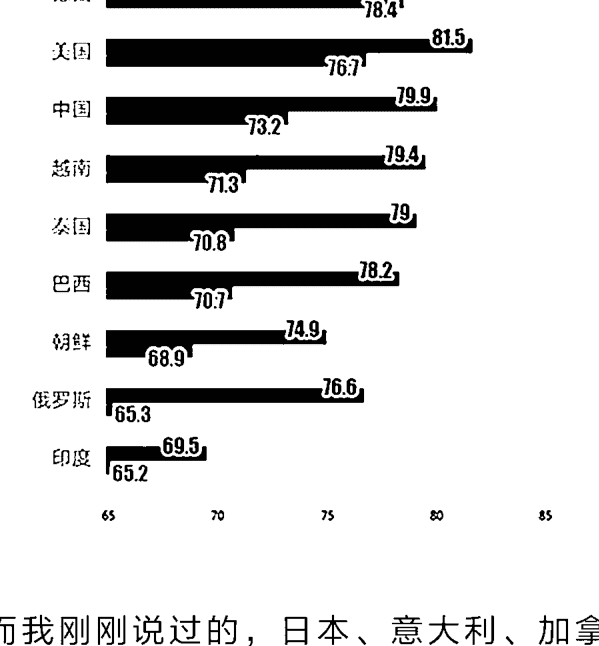 78.4
美国 81.5
76.7
中国 79.9
73.2
越南 79.4
71.3
泰国 79
70.8
巴西 78.2
70.7
朝鲜 74.9
68.9
俄罗斯 76.6
65.3
印度 69.5
65.2
65 70 75 80 85
而我刚刚说过的，日本、意大利、加拿